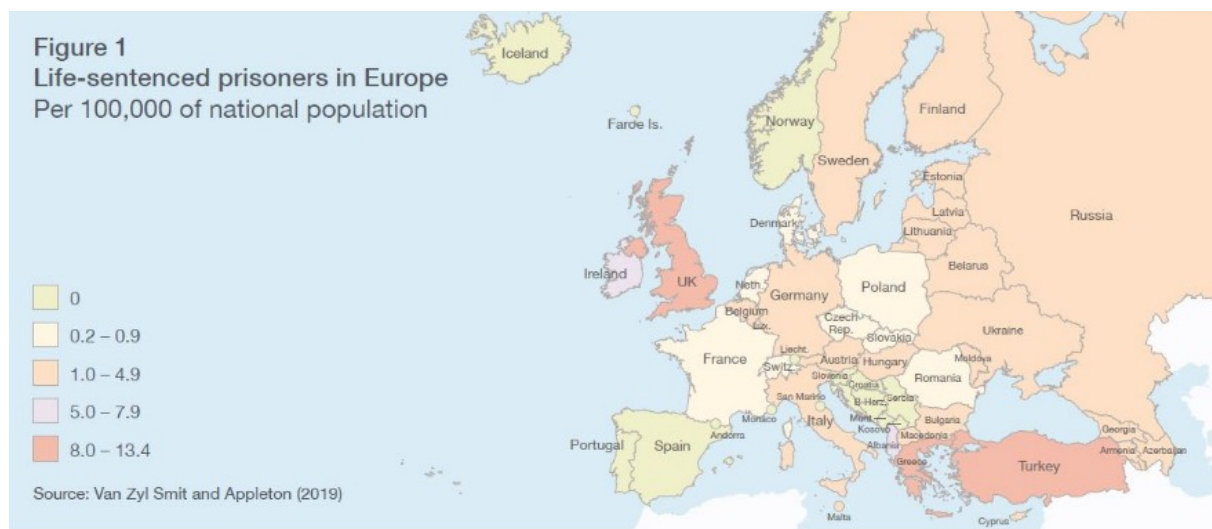 Figure 1
Life-sentenced prisoners in Europe
Per 100,000 of national population
Iceland
Faroe Is.
Norway
Sweden
Finland
Estonia
Latvia
Lithuania
Russia
Denmark
Belarus
Ireland
UK
Neth.
Germany
Poland
Belgium
Lux.
Czech
Rep.
Slovakia
Ukraine
France
Liecht.
Switz.
Austria
Hungary
Moldova
Slovenia
Croatia
Romania
San Marino
B-Herz.
Serbia
Monaco
Italy
Mont.
Kosovo
Bulgaria
Andorra
Albania
Macedonia
Georgia
Portugal
Spain
Greece
Turkey
Armenia
Azerbaijan
Malta
Cyprus
0
0.2 – 0.9
1.0 – 4.9
5.0 – 7.9
8.0 – 13.4
Source: Van Zyl Smit and Appleton (2019)